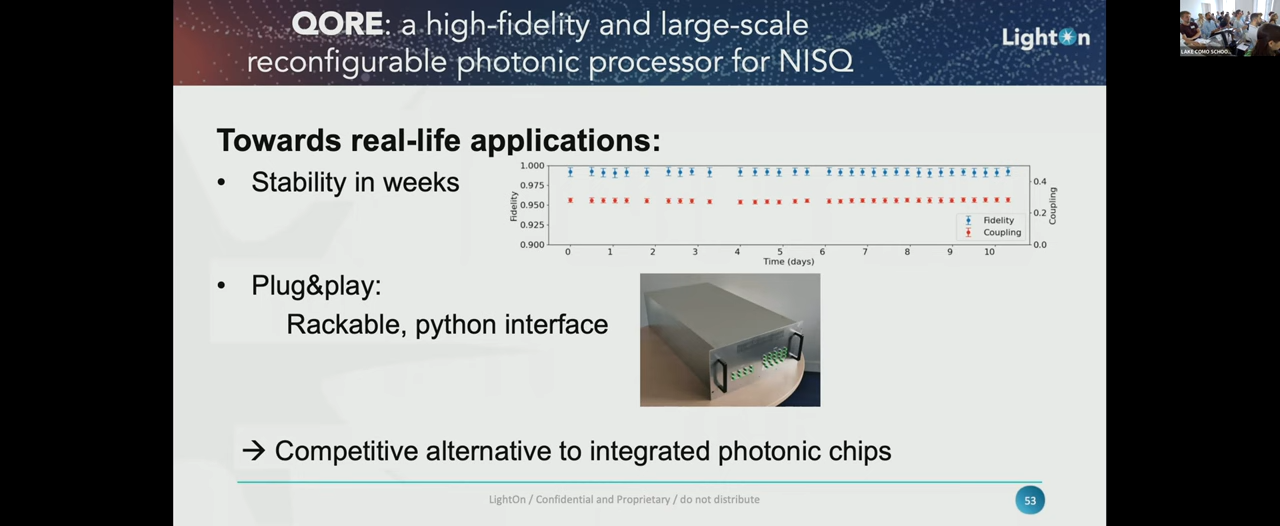 QORE: a high-fidelity and large-scale
reconfigurable photonic processor for NISQ
LightOn
LAKE COMO SCHOO...
Towards real-life applications:
• Stability in weeks
1.000
0.975
0.950
0.925
0.900
Fidelity
0.4
0.2
0.0
Coupling
Fidelity
Coupling
0 1 2 3 4 5 6 7 8 9 10
Time (days)
• Plug&play:
Rackable, python interface
→ Competitive alternative to integrated photonic chips
LightOn / Confidential and Proprietary / do not distribute
53